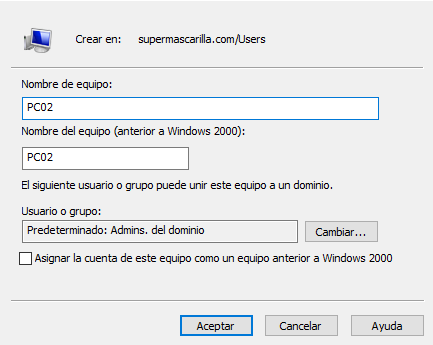 Crear en: supermascarilla.com/Users
Nombre de equipo:
PC02
Nombre del equipo (anterior a Windows 2000):
PC02
El siguiente usuario o grupo puede unir este equipo a un dominio.
Usuario o grupo:
Predeterminado: Admins. del dominio
Cambiar...
Asignar la cuenta de este equipo como un equipo anterior a Windows 2000
Aceptar
Cancelar
Ayuda